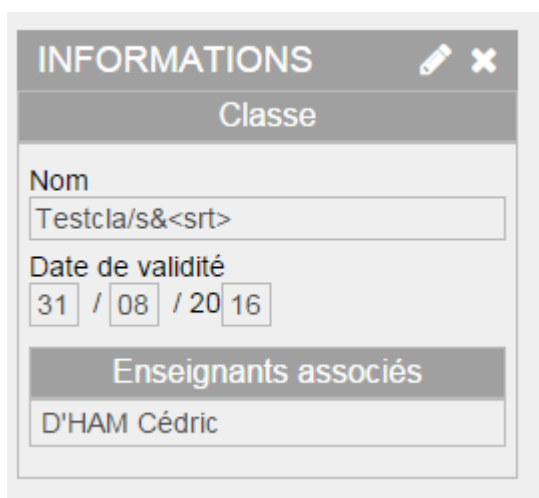 INFORMATIONS
Classe
Nom
Testcla/s&<srt>
Date de validité
31 / 08 / 20 16
Enseignants associés
D'HAM Cédric